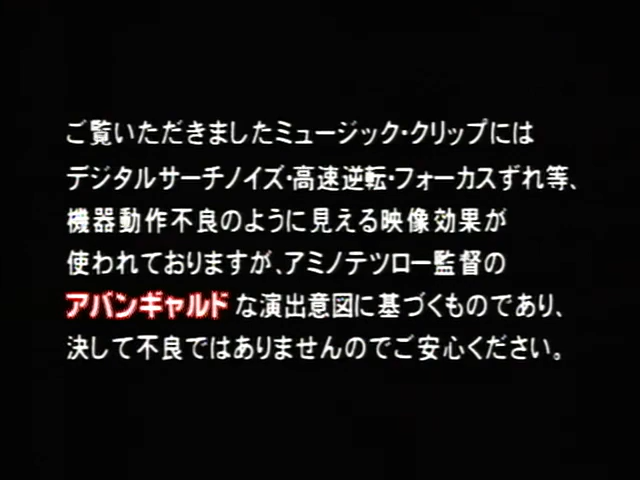 ご覧いただきましたミュージック・クリップには
デジタルサーチノイズ・高速逆転・フォーカスずれ等、
機器動作不良のように見える映像効果が
使われておりますが、アミノテツロー監督の
アバンギャルドな演出意図に基づくものであり、
決して不良ではありませんのでご安心ください。